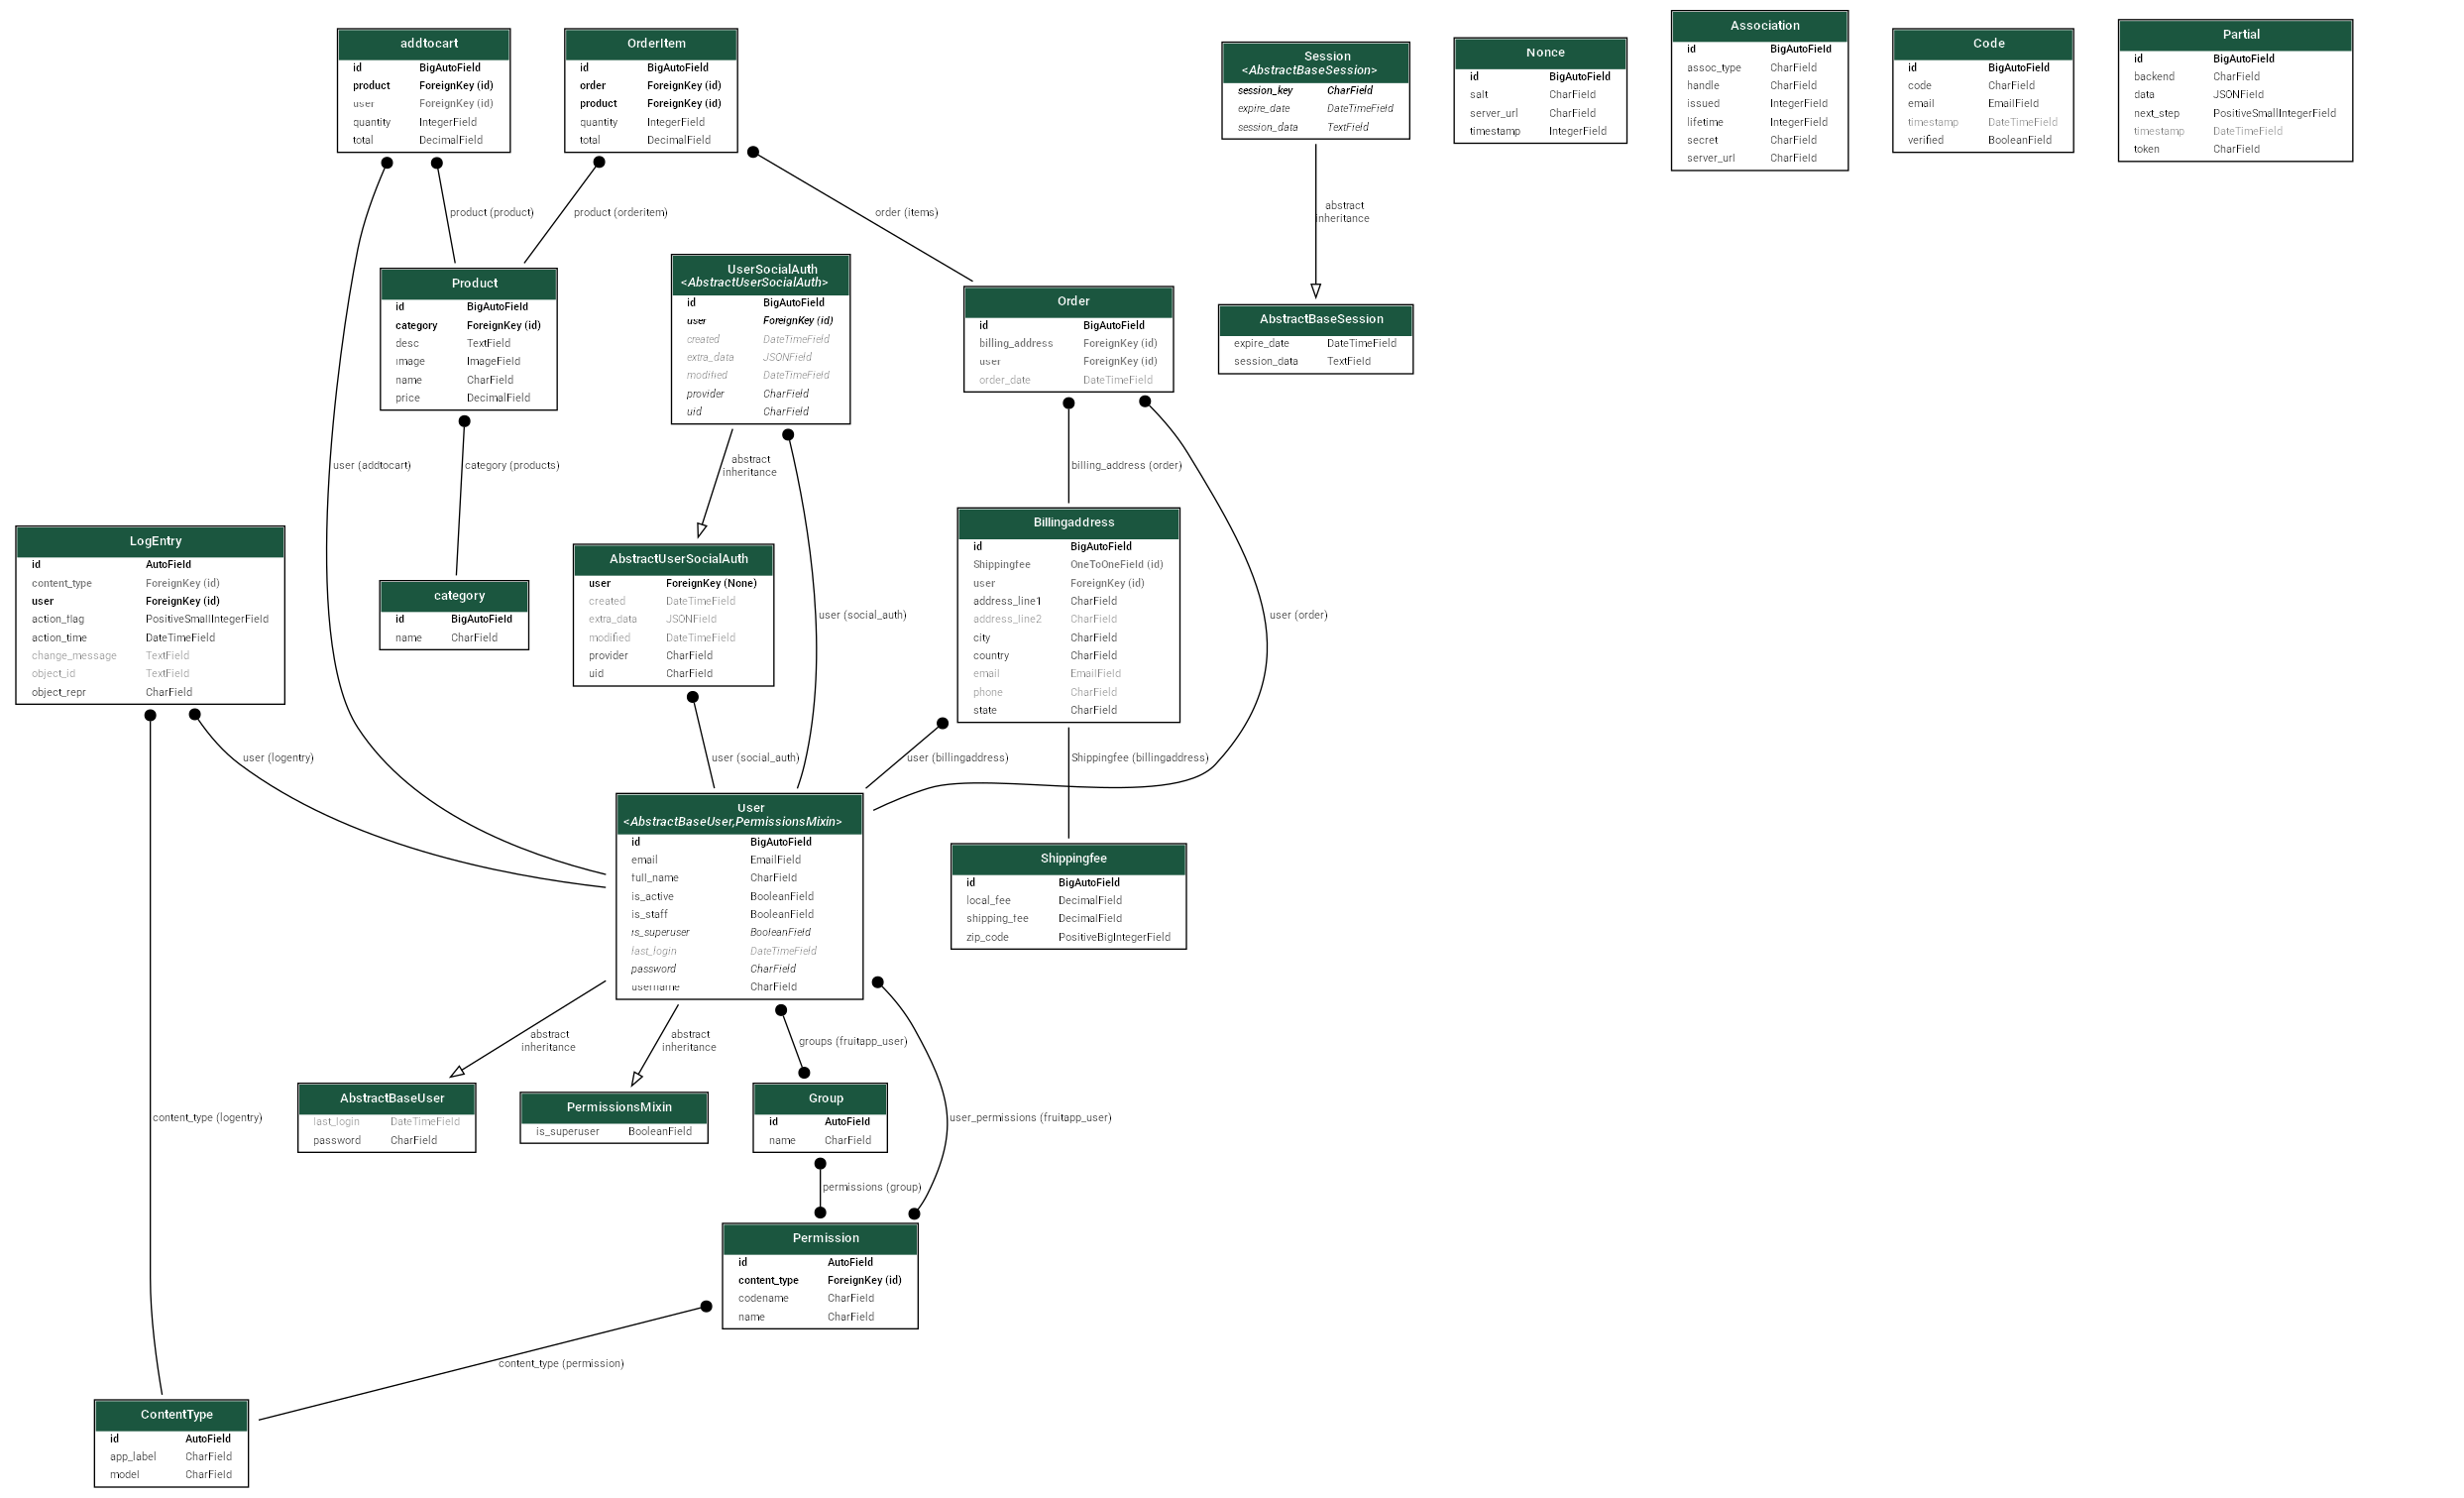 addtocart
id BigAutoField
product ForeignKey (id)
user ForeignKey (id)
quantity IntegerField
total DecimalField
OrderItem
id BigAutoField
order ForeignKey (id)
product ForeignKey (id)
quantity IntegerField
total DecimalField
Session
<AbstractBaseSession>
session_key CharField
expire_date DateTimeField
session_data TextField
Nonce
id BigAutoField
salt CharField
server_url CharField
timestamp IntegerField
Association
id BigAutoField
assoc_type CharField
handle CharField
issued IntegerField
lifetime IntegerField
secret CharField
server_url CharField
Code
id BigAutoField
code CharField
email EmailField
timestamp DateTimeField
verified BooleanField
Partial
id BigAutoField
backend CharField
data JSONField
next_step PositiveSmallIntegerField
timestamp DateTimeField
token CharField
product (product)
product (orderitem)
order (items)
abstract
inheritance
Product
id BigAutoField
category ForeignKey (id)
desc TextField
image ImageField
name CharField
price DecimalField
UserSocialAuth
<AbstractUserSocialAuth>
id BigAutoField
user ForeignKey (id)
created DateTimeField
extra_data JSONField
modified DateTimeField
provider CharField
uid CharField
Order
id BigAutoField
billing_address ForeignKey (id)
user ForeignKey (id)
order_date DateTimeField
AbstractBaseSession
expire_date DateTimeField
session_data TextField
user (addtocart)
category (products)
abstract
inheritance
billing_address (order)
LogEntry
id AutoField
content_type ForeignKey (id)
user ForeignKey (id)
action_flag PositiveSmallIntegerField
action_time DateTimeField
change_message TextField
object_id TextField
object_repr CharField
category
id BigAutoField
name CharField
AbstractUserSocialAuth
user ForeignKey (None)
created DateTimeField
extra_data JSONField
modified DateTimeField
provider CharField
uid CharField
user (social_auth)
Billingaddress
id BigAutoField
Shippingfee OneToOneField (id)
user ForeignKey (id)
address_line1 CharField
address_line2 CharField
city CharField
country CharField
email EmailField
phone CharField
state CharField
user (order)
user (logentry)
user (social_auth)
user (billingaddress)
Shippingfee (billingaddress)
User
<AbstractBaseUser,PermissionsMixin>
id BigAutoField
email EmailField
full_name CharField
is_active BooleanField
is_staff BooleanField
is_superuser BooleanField
last_login DateTimeField
password CharField
username CharField
Shippingfee
id BigAutoField
local_fee DecimalField
shipping_fee DecimalField
zip_code PositiveBigIntegerField
abstract
inheritance
abstract
inheritance
groups (fruitapp_user)
AbstractBaseUser
last_login DateTimeField
password CharField
PermissionsMixin
is_superuser BooleanField
Group
id AutoField
name CharField
content_type (logentry)
user_permissions (fruitapp_user)
permissions (group)
Permission
id AutoField
content_type ForeignKey (id)
codename CharField
name CharField
content_type (permission)
ContentType
id AutoField
app_label CharField
model CharField